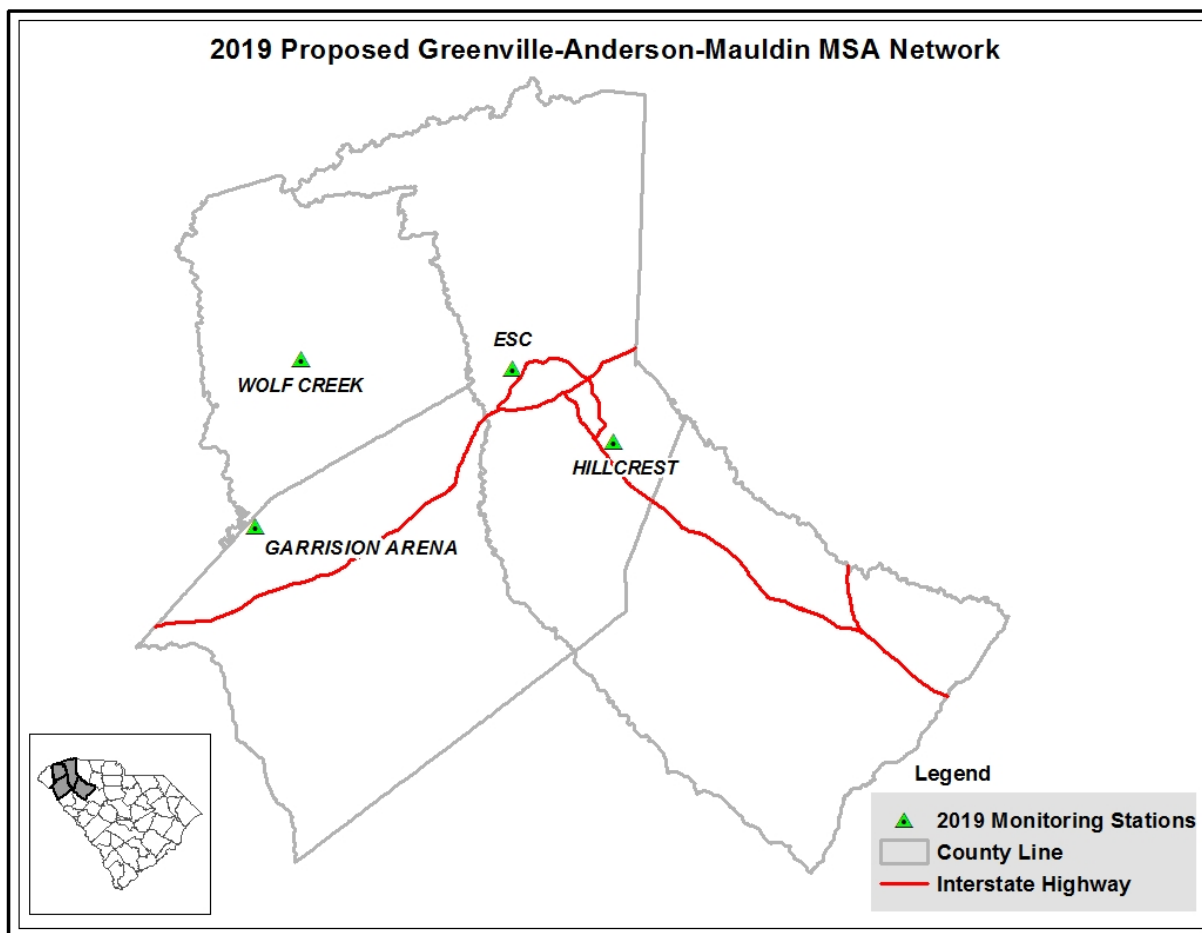 2019 Proposed Greenville-Anderson-Mauldin MSA Network
ESC
WOLF CREEK
HILLCREST
GARRISION ARENA
Legend
2019 Monitoring Stations
County Line
Interstate Highway